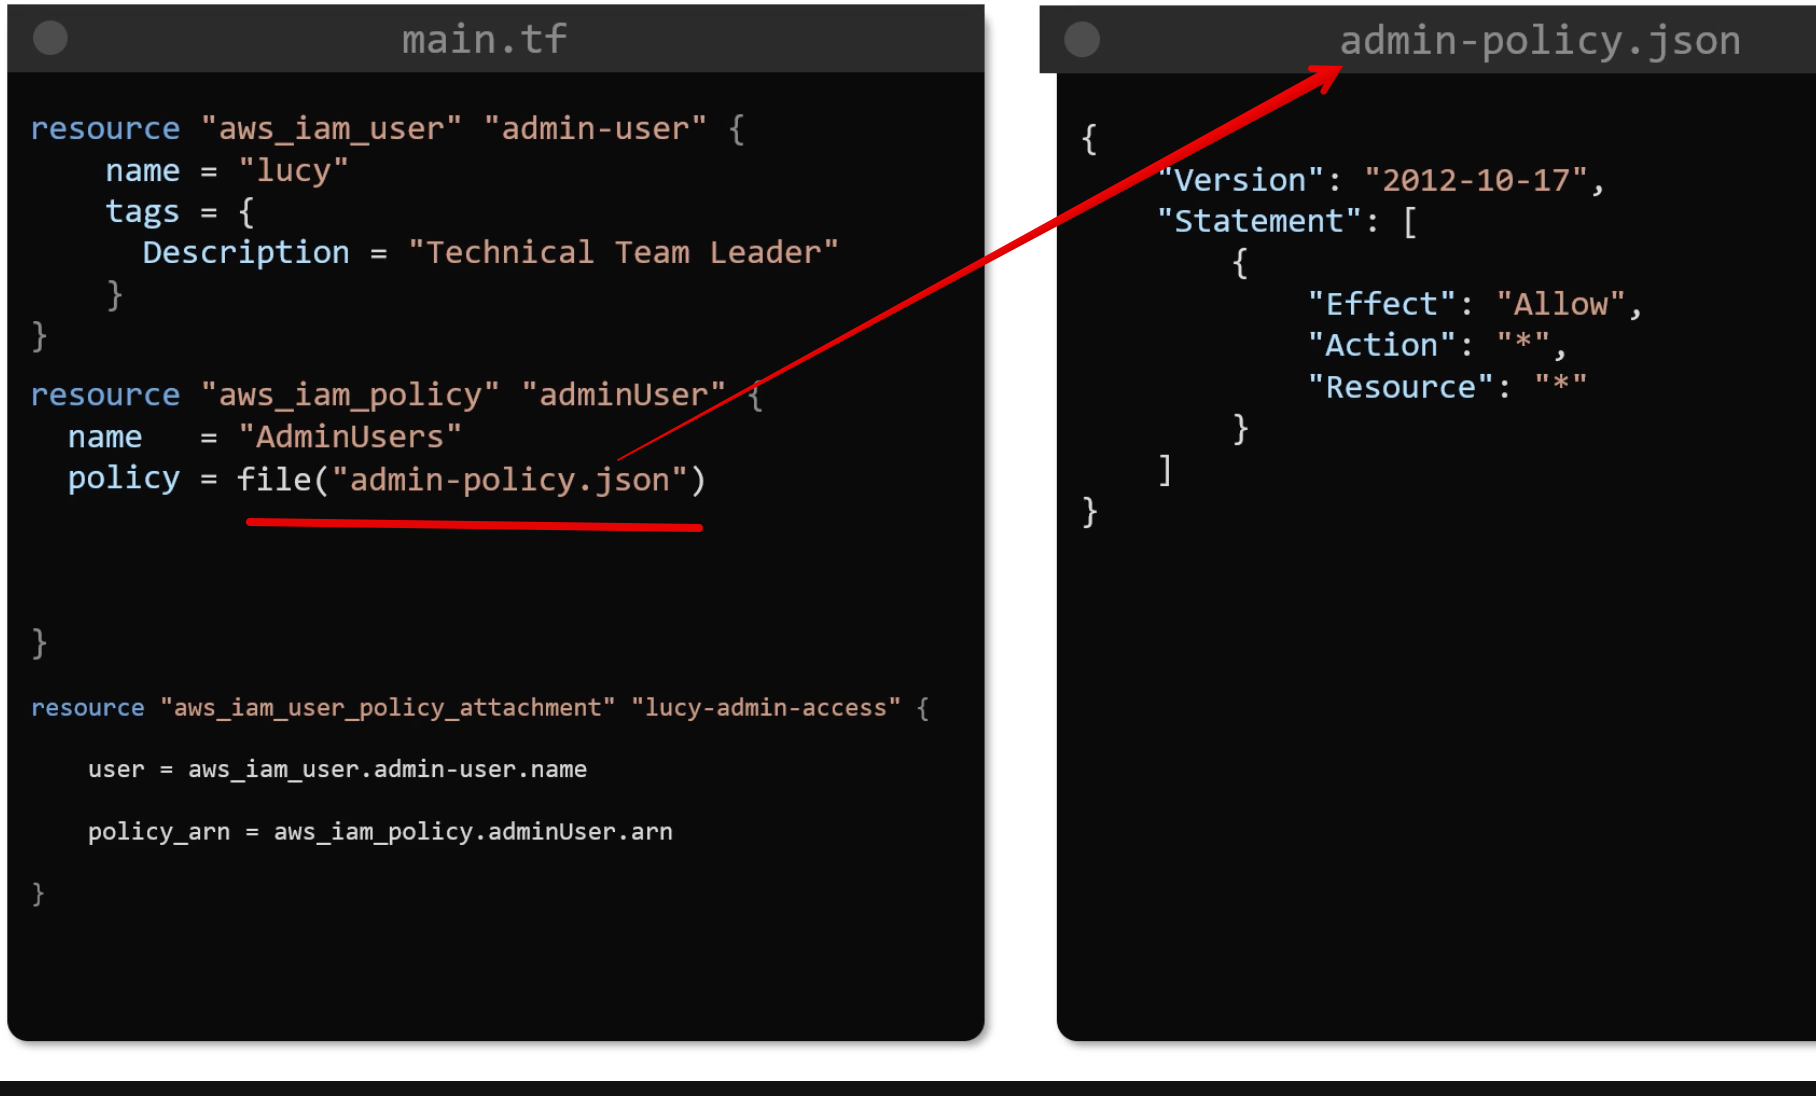 main.tf
resource "aws_iam_user" "admin-user" {
    name = "lucy"
    tags = {
      Description = "Technical Team Leader"
    }
}
resource "aws_iam_policy" "adminUser" {
  name   = "AdminUsers"
  policy = file("admin-policy.json")
}
resource "aws_iam_user_policy_attachment" "lucy-admin-access" {
    user = aws_iam_user.admin-user.name
    policy_arn = aws_iam_policy.adminUser.arn
}
admin-policy.json
{
    "Version": "2012-10-17",
    "Statement": [
        {
            "Effect": "Allow",
            "Action": "*",
            "Resource": "*"
        }
    ]
}